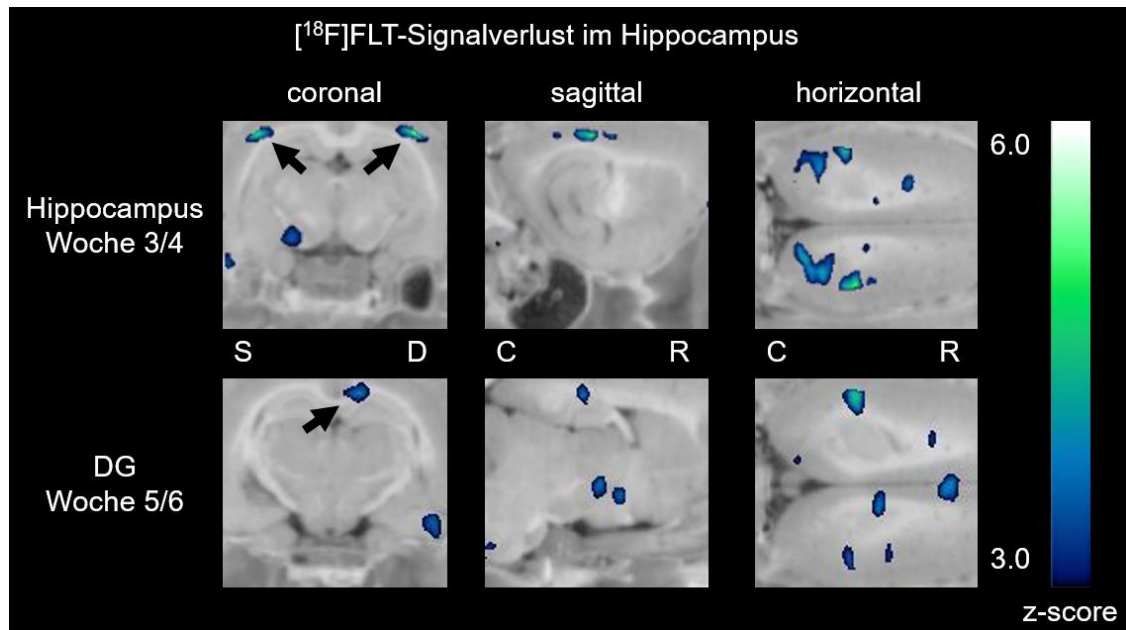 [¹⁸F]FLT-Signalverlust im Hippocampus
coronal
sagittal
horizontal
Hippocampus
Woche 3/4
6.0
S
D
C
R
C
R
DG
Woche 5/6
3.0
z-score